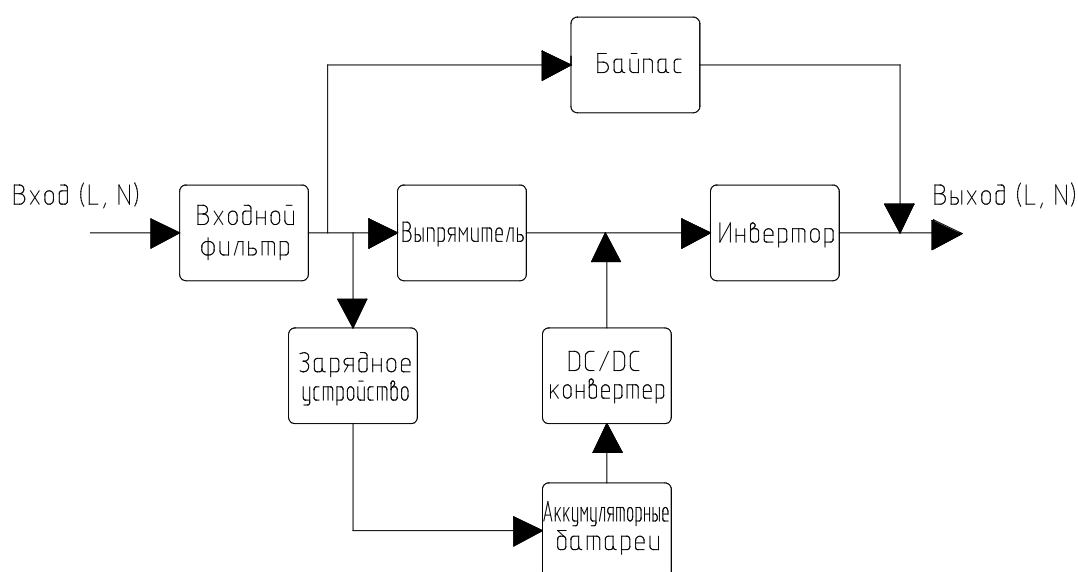 Байпас
Вход (L, N)
Входной
фильтр
Выпрямитель
Инвертор
Выход (L, N)
Зарядное
устройство
DC/DC
конвертер
Аккумуляторные
батареи